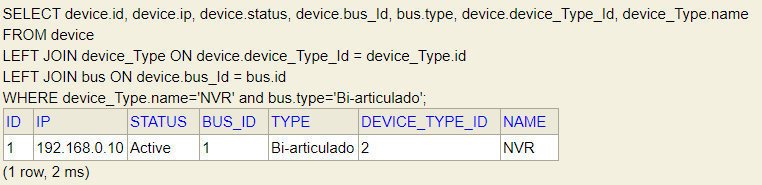 SELECT device.id, device.ip, device.status, device.bus_Id, bus.type, device.device_Type_Id, device_Type.name
FROM device
LEFT JOIN device_Type ON device.device_Type_Id = device_Type.id
LEFT JOIN bus ON device.bus_Id = bus.id
WHERE device_Type.name='NVR' and bus.type='Bi-articulado';
ID IP STATUS BUS_ID TYPE DEVICE_TYPE_ID NAME
1 192.168.0.10 Active 1 Bi-articulado 2 NVR
(1 row, 2 ms)